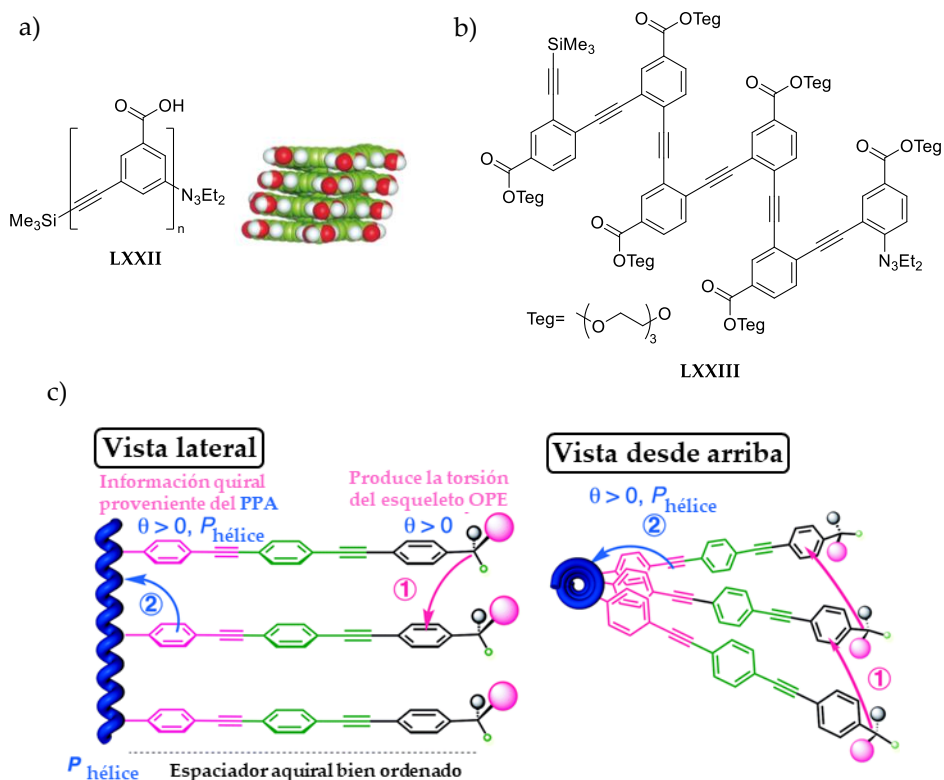 a)
O
OH
Me3Si
n
N3Et2
LXXII
b)
SiMe3
O
OTeg
O
OTeg
O
OTeg
O
OTeg
O
OTeg
O
OTeg
N3Et2
Teg=
O
O
3
LXXIII
c)
Vista lateral
Información quiral
proveniente del PPA
θ > 0, Phélice
Produce la torsión
del esqueleto OPE
θ > 0
①
②
P hélice
Espaciador aquiral bien ordenado
Vista desde arriba
θ > 0, Phélice
②
①